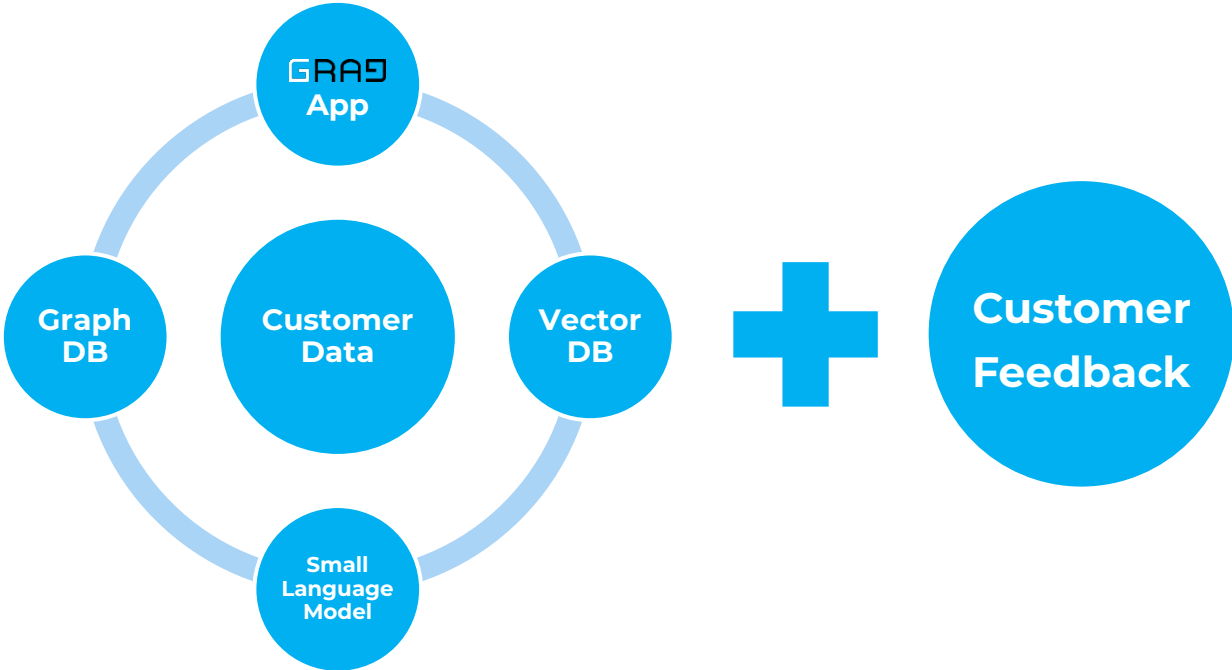 GRAG
App
Graph
DB
Customer
Data
Vector
DB
Small
Language
Model
Customer
Feedback